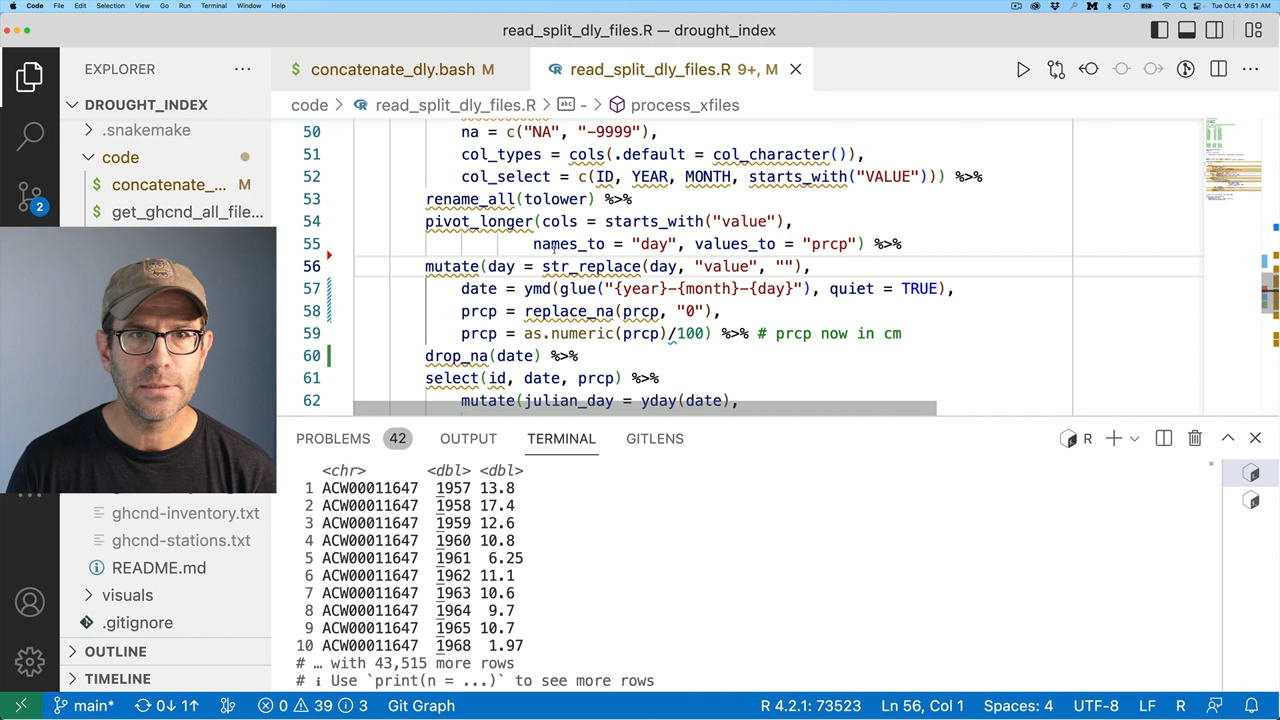 Code File Edit Selection View Go Run Terminal Window Help
Tue Oct 4 9:51 AM
read_split_dly_files.R — drought_index
EXPLORER
$ concatenate_dly.bash M
read_split_dly_files.R 9+, M
DROUGHT_INDEX
code > read_split_dly_files.R > abc - > process_xfiles
.snakemake
code
$ concatenate_... M
$ get_ghcnd_all_file...
2
50 na = c("NA", "-9999"),
51 col_types = cols(.default = col_character()),
52 col_select = c(ID, YEAR, MONTH, starts_with("VALUE"))) %>%
53 rename_all(tolower) %>%
54 pivot_longer(cols = starts_with("value"),
55 names_to = "day", values_to = "prcp") %>%
56 mutate(day = str_replace(day, "value", ""),
57 date = ymd(glue("{year}-{month}-{day}"), quiet = TRUE),
58 prcp = replace_na(prcp, "0"),
59 prcp = as.numeric(prcp)/100) %>% # prcp now in cm
60 drop_na(date) %>%
61 select(id, date, prcp) %>%
62 mutate(julian_day = yday(date),
PROBLEMS 42 OUTPUT TERMINAL GITLENS
R
<chr> <dbl> <dbl>
1 ACW00011647 1957 13.8
2 ACW00011647 1958 17.4
3 ACW00011647 1959 12.6
4 ACW00011647 1960 10.8
5 ACW00011647 1961 6.25
6 ACW00011647 1962 11.1
7 ACW00011647 1963 10.6
8 ACW00011647 1964 9.7
9 ACW00011647 1965 10.7
10 ACW00011647 1968 1.97
# … with 43,515 more rows
# ℹ Use `print(n = ...)` to see more rows
ghcnd-inventory.txt
ghcnd-stations.txt
README.md
visuals
.gitignore
OUTLINE
TIMELINE
main* 0↓ 1↑ 0 39 3 Git Graph
R 4.2.1: 73523 Ln 56, Col 1 Spaces: 4 UTF-8 LF R